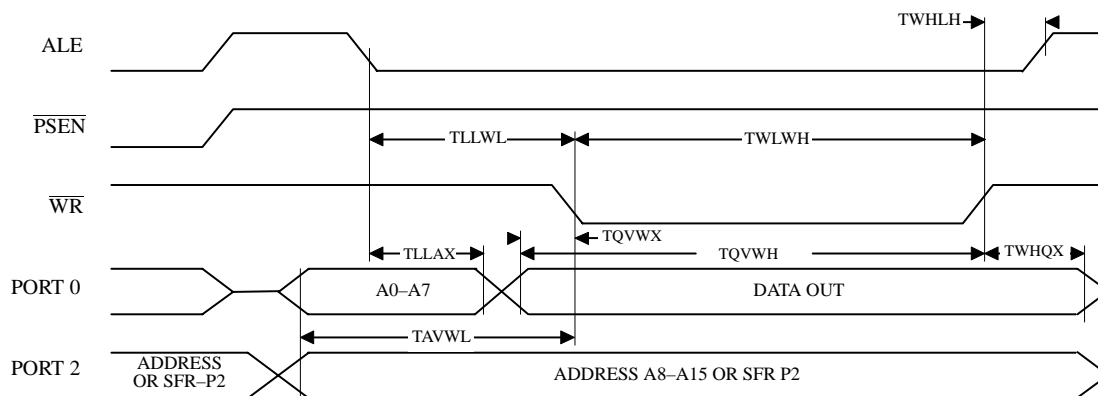 TWHLH
ALE
PSEN
TLLWL
TWLWH
WR
TQVWX
TLLAX
TQVWH
TWHQX
PORT 0
A0–A7
DATA OUT
TAVWL
PORT 2
ADDRESS
OR SFR–P2
ADDRESS A8–A15 OR SFR P2